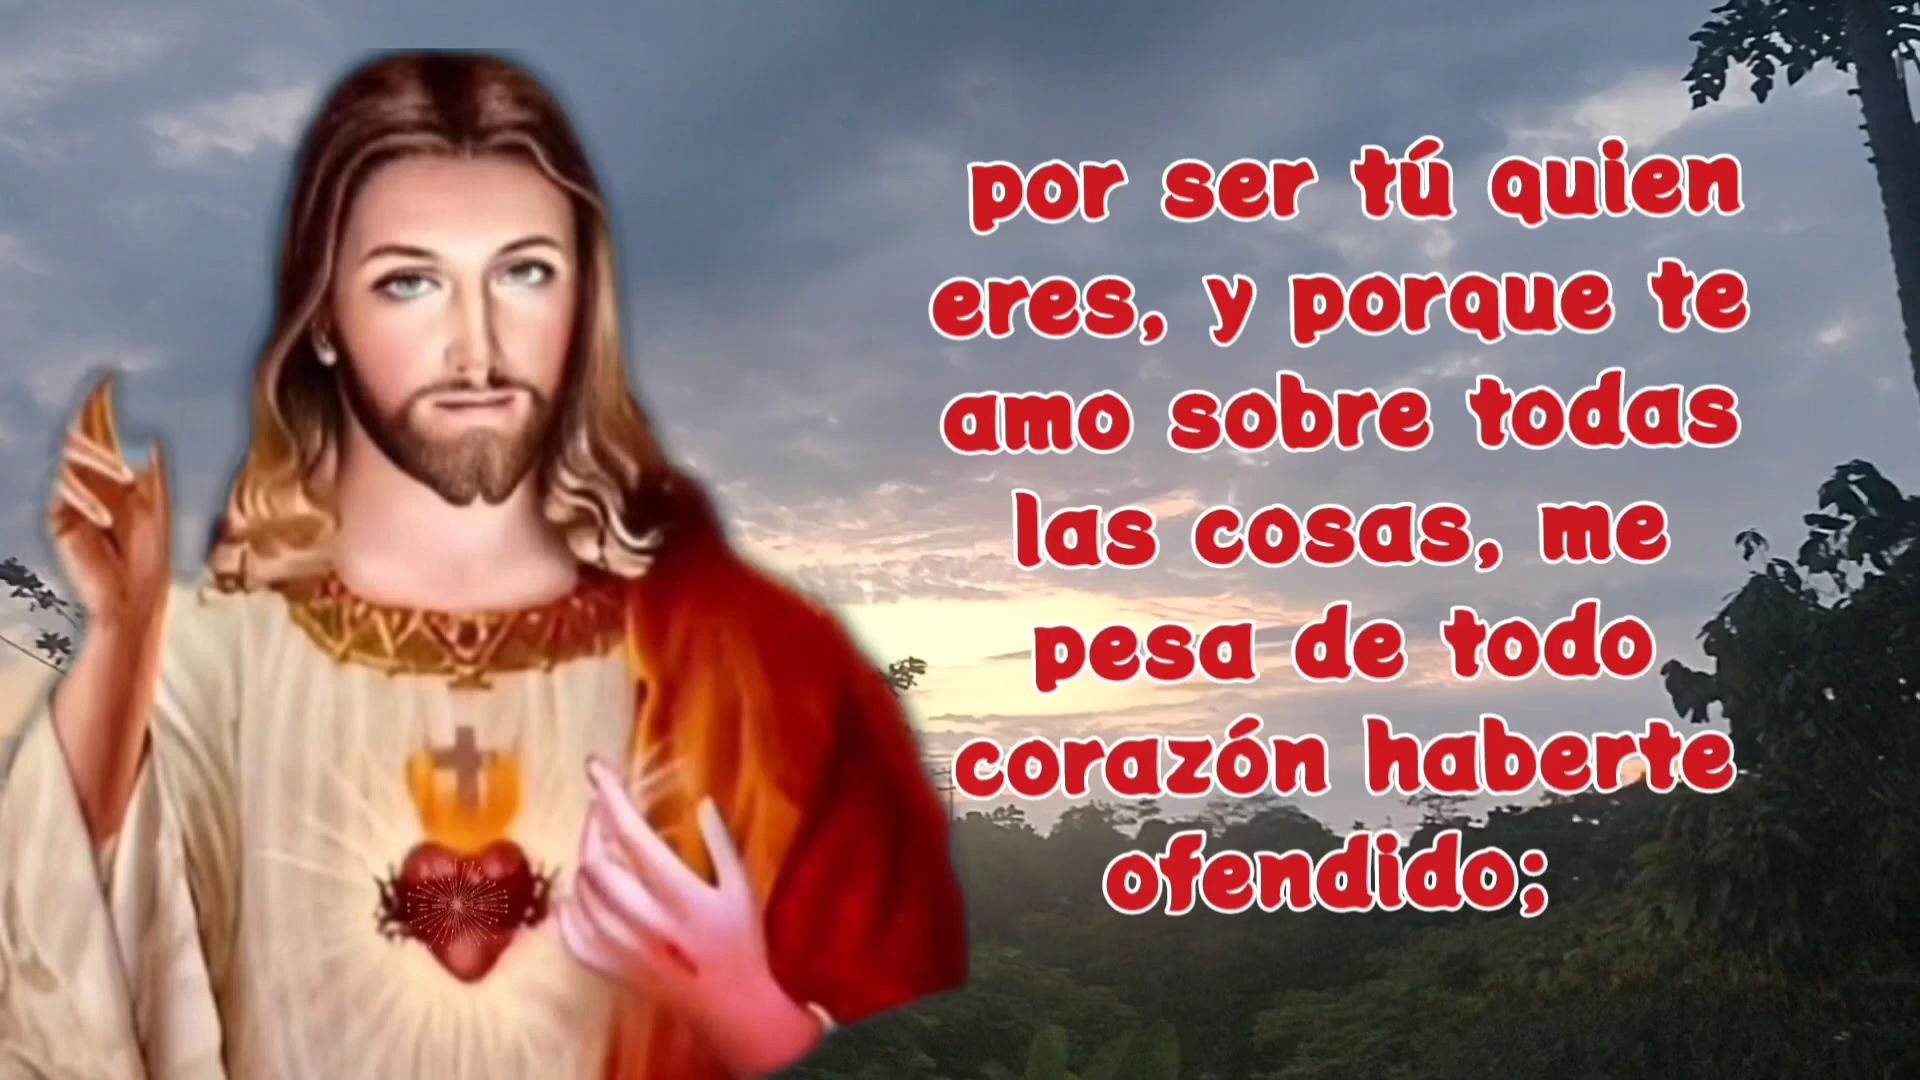 por ser tú quien
eres, y porque te
amo sobre todas
las cosas, me
pesa de todo
corazón haberte
ofendido;